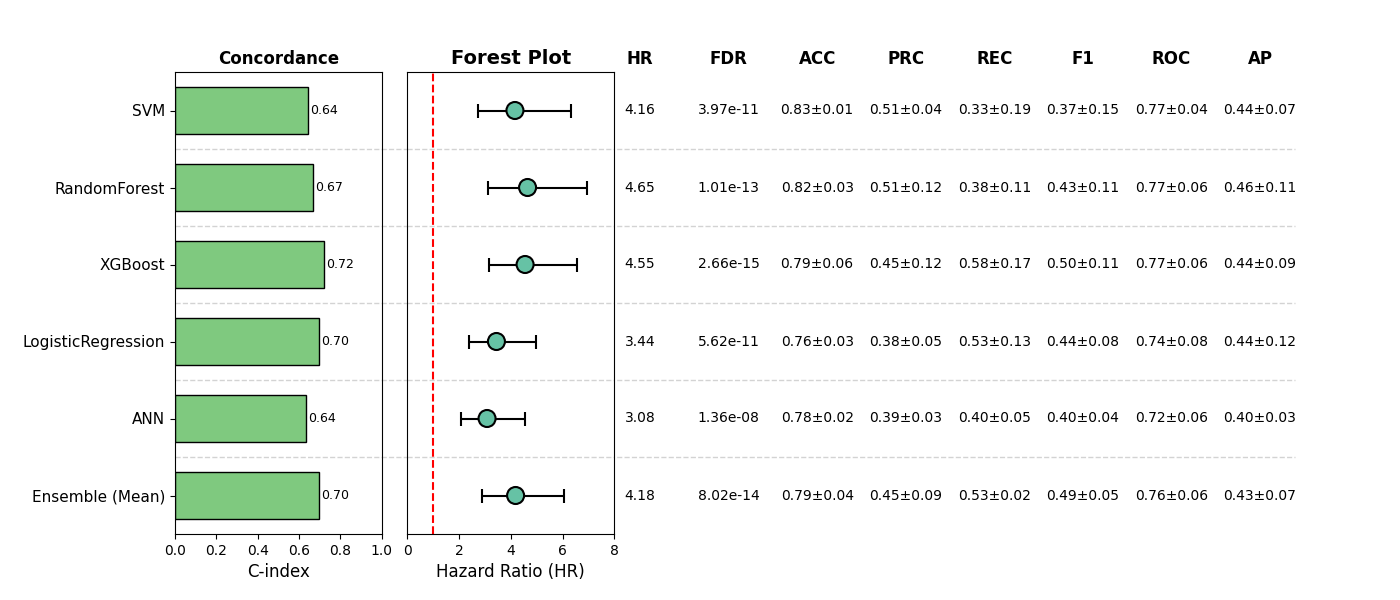 Concordance Forest Plot HR FDR ACC PRC REC F1 ROC AP
SVM 0.64 4.16 3.97e-11 0.83±0.01 0.51±0.04 0.33±0.19 0.37±0.15 0.77±0.04 0.44±0.07
RandomForest 0.67 4.65 1.01e-13 0.82±0.03 0.51±0.12 0.38±0.11 0.43±0.11 0.77±0.06 0.46±0.11
XGBoost 0.72 4.55 2.66e-15 0.79±0.06 0.45±0.12 0.58±0.17 0.50±0.11 0.77±0.06 0.44±0.09
LogisticRegression 0.70 3.44 5.62e-11 0.76±0.03 0.38±0.05 0.53±0.13 0.44±0.08 0.74±0.08 0.44±0.12
ANN 0.64 3.08 1.36e-08 0.78±0.02 0.39±0.03 0.40±0.05 0.40±0.04 0.72±0.06 0.40±0.03
Ensemble (Mean) 0.70 4.18 8.02e-14 0.79±0.04 0.45±0.09 0.53±0.02 0.49±0.05 0.76±0.06 0.43±0.07
0.0 0.2 0.4 0.6 0.8 1.0 0 2 4 6 8
C-index Hazard Ratio (HR)